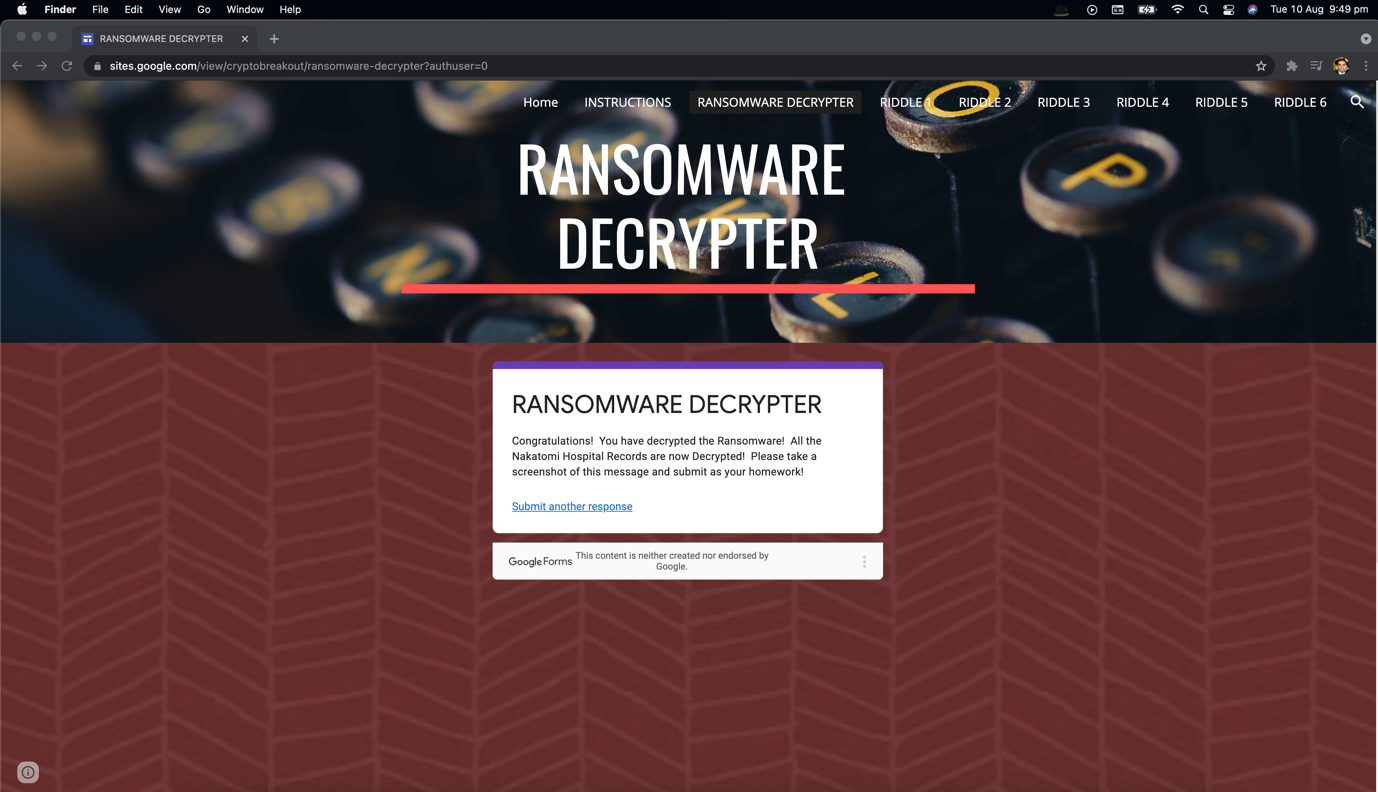 Finder File Edit View Go Window Help Tue 10 Aug 9:49 pm
RANSOMWARE DECRYPTER
sites.google.com/view/cryptobreakout/ransomware-decrypter?authuser=0
Home INSTRUCTIONS RANSOMWARE DECRYPTER RIDDLE 1 RIDDLE 2 RIDDLE 3 RIDDLE 4 RIDDLE 5 RIDDLE 6
O
P
K
S
N
L
RANSOMWARE
DECRYPTER
RANSOMWARE DECRYPTER
Congratulations! You have decrypted the Ransomware! All the
Nakatomi Hospital Records are now Decrypted! Please take a
screenshot of this message and submit as your homework!
Submit another response
Google Forms
This content is neither created nor endorsed by
Google.